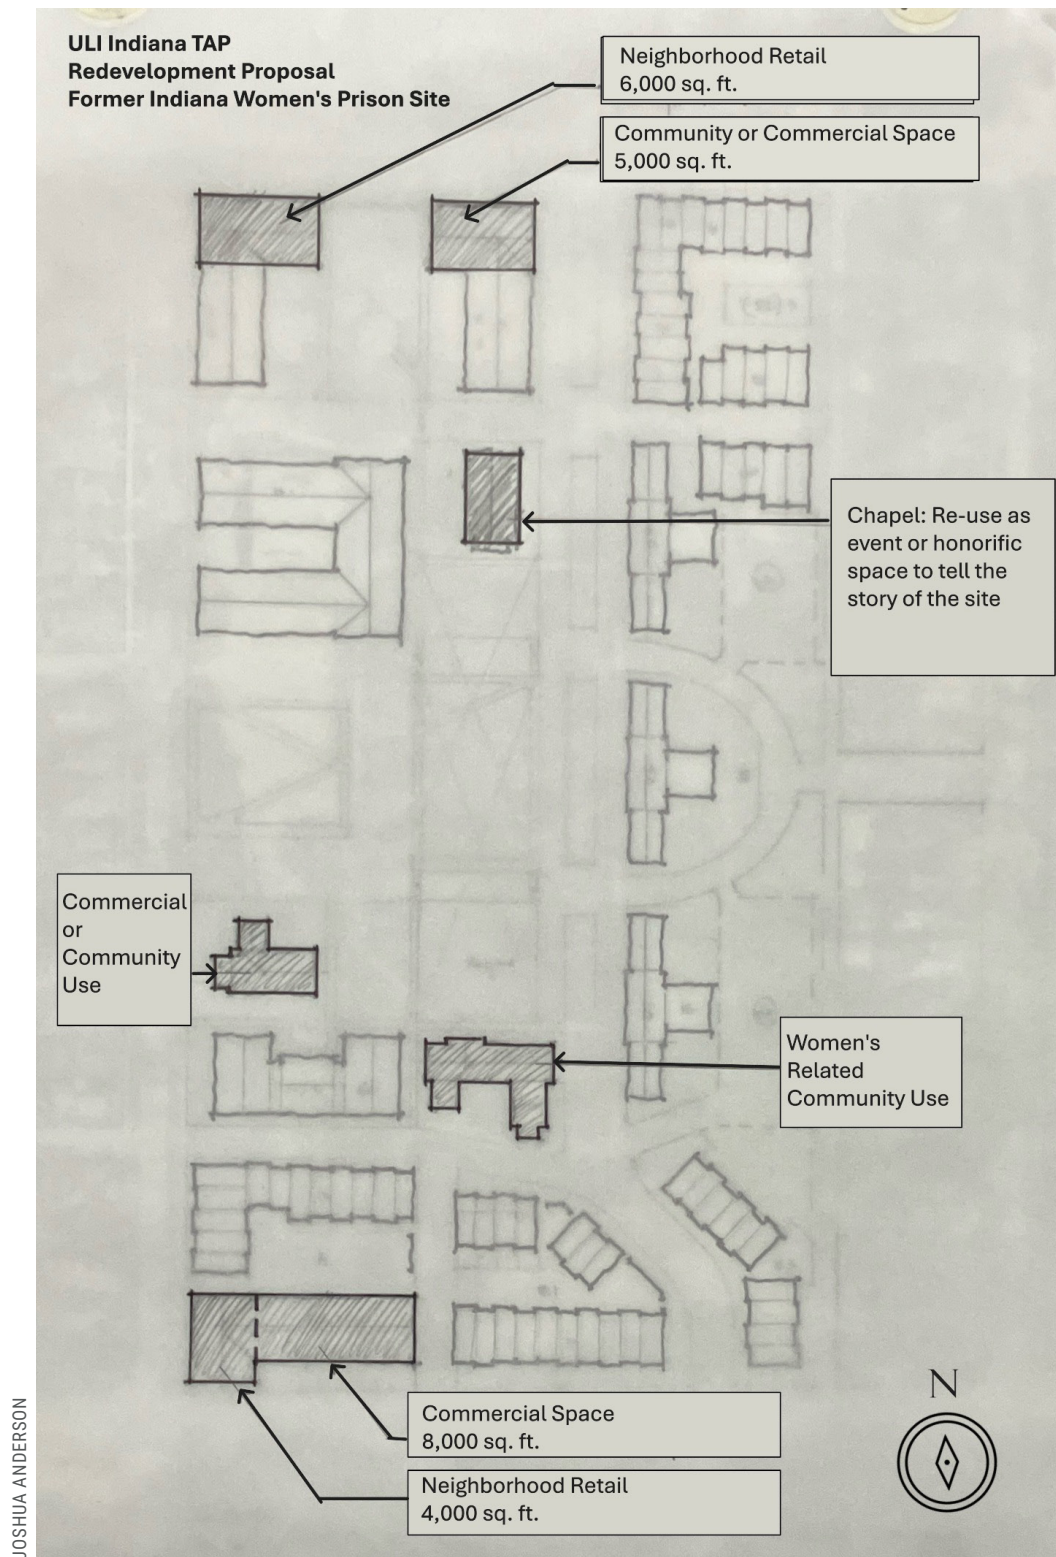 ULI Indiana TAP
Redevelopment Proposal
Former Indiana Women's Prison Site
Neighborhood Retail
6,000 sq. ft.
Community or Commercial Space
5,000 sq. ft.
Chapel: Re-use as
event or honorific
space to tell the
story of the site
Commercial
or
Community
Use
Women's
Related
Community Use
Commercial Space
8,000 sq. ft.
Neighborhood Retail
4,000 sq. ft.
N
JOSHUA ANDERSON